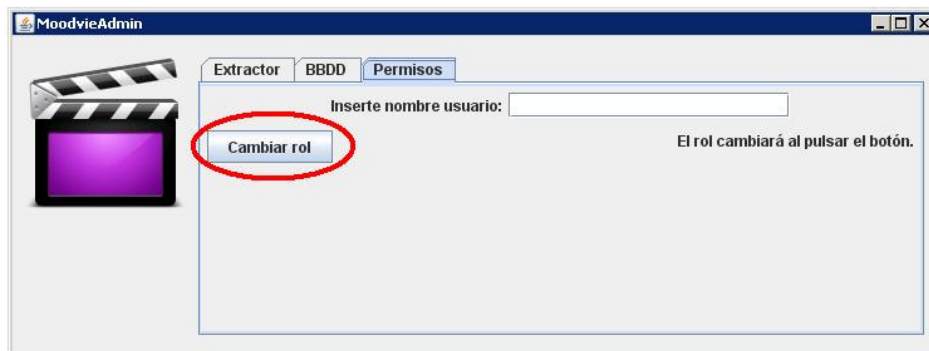 MoodvieAdmin
Extractor BBDD Permisos
Inserte nombre usuario:
Cambiar rol
El rol cambiará al pulsar el botón.